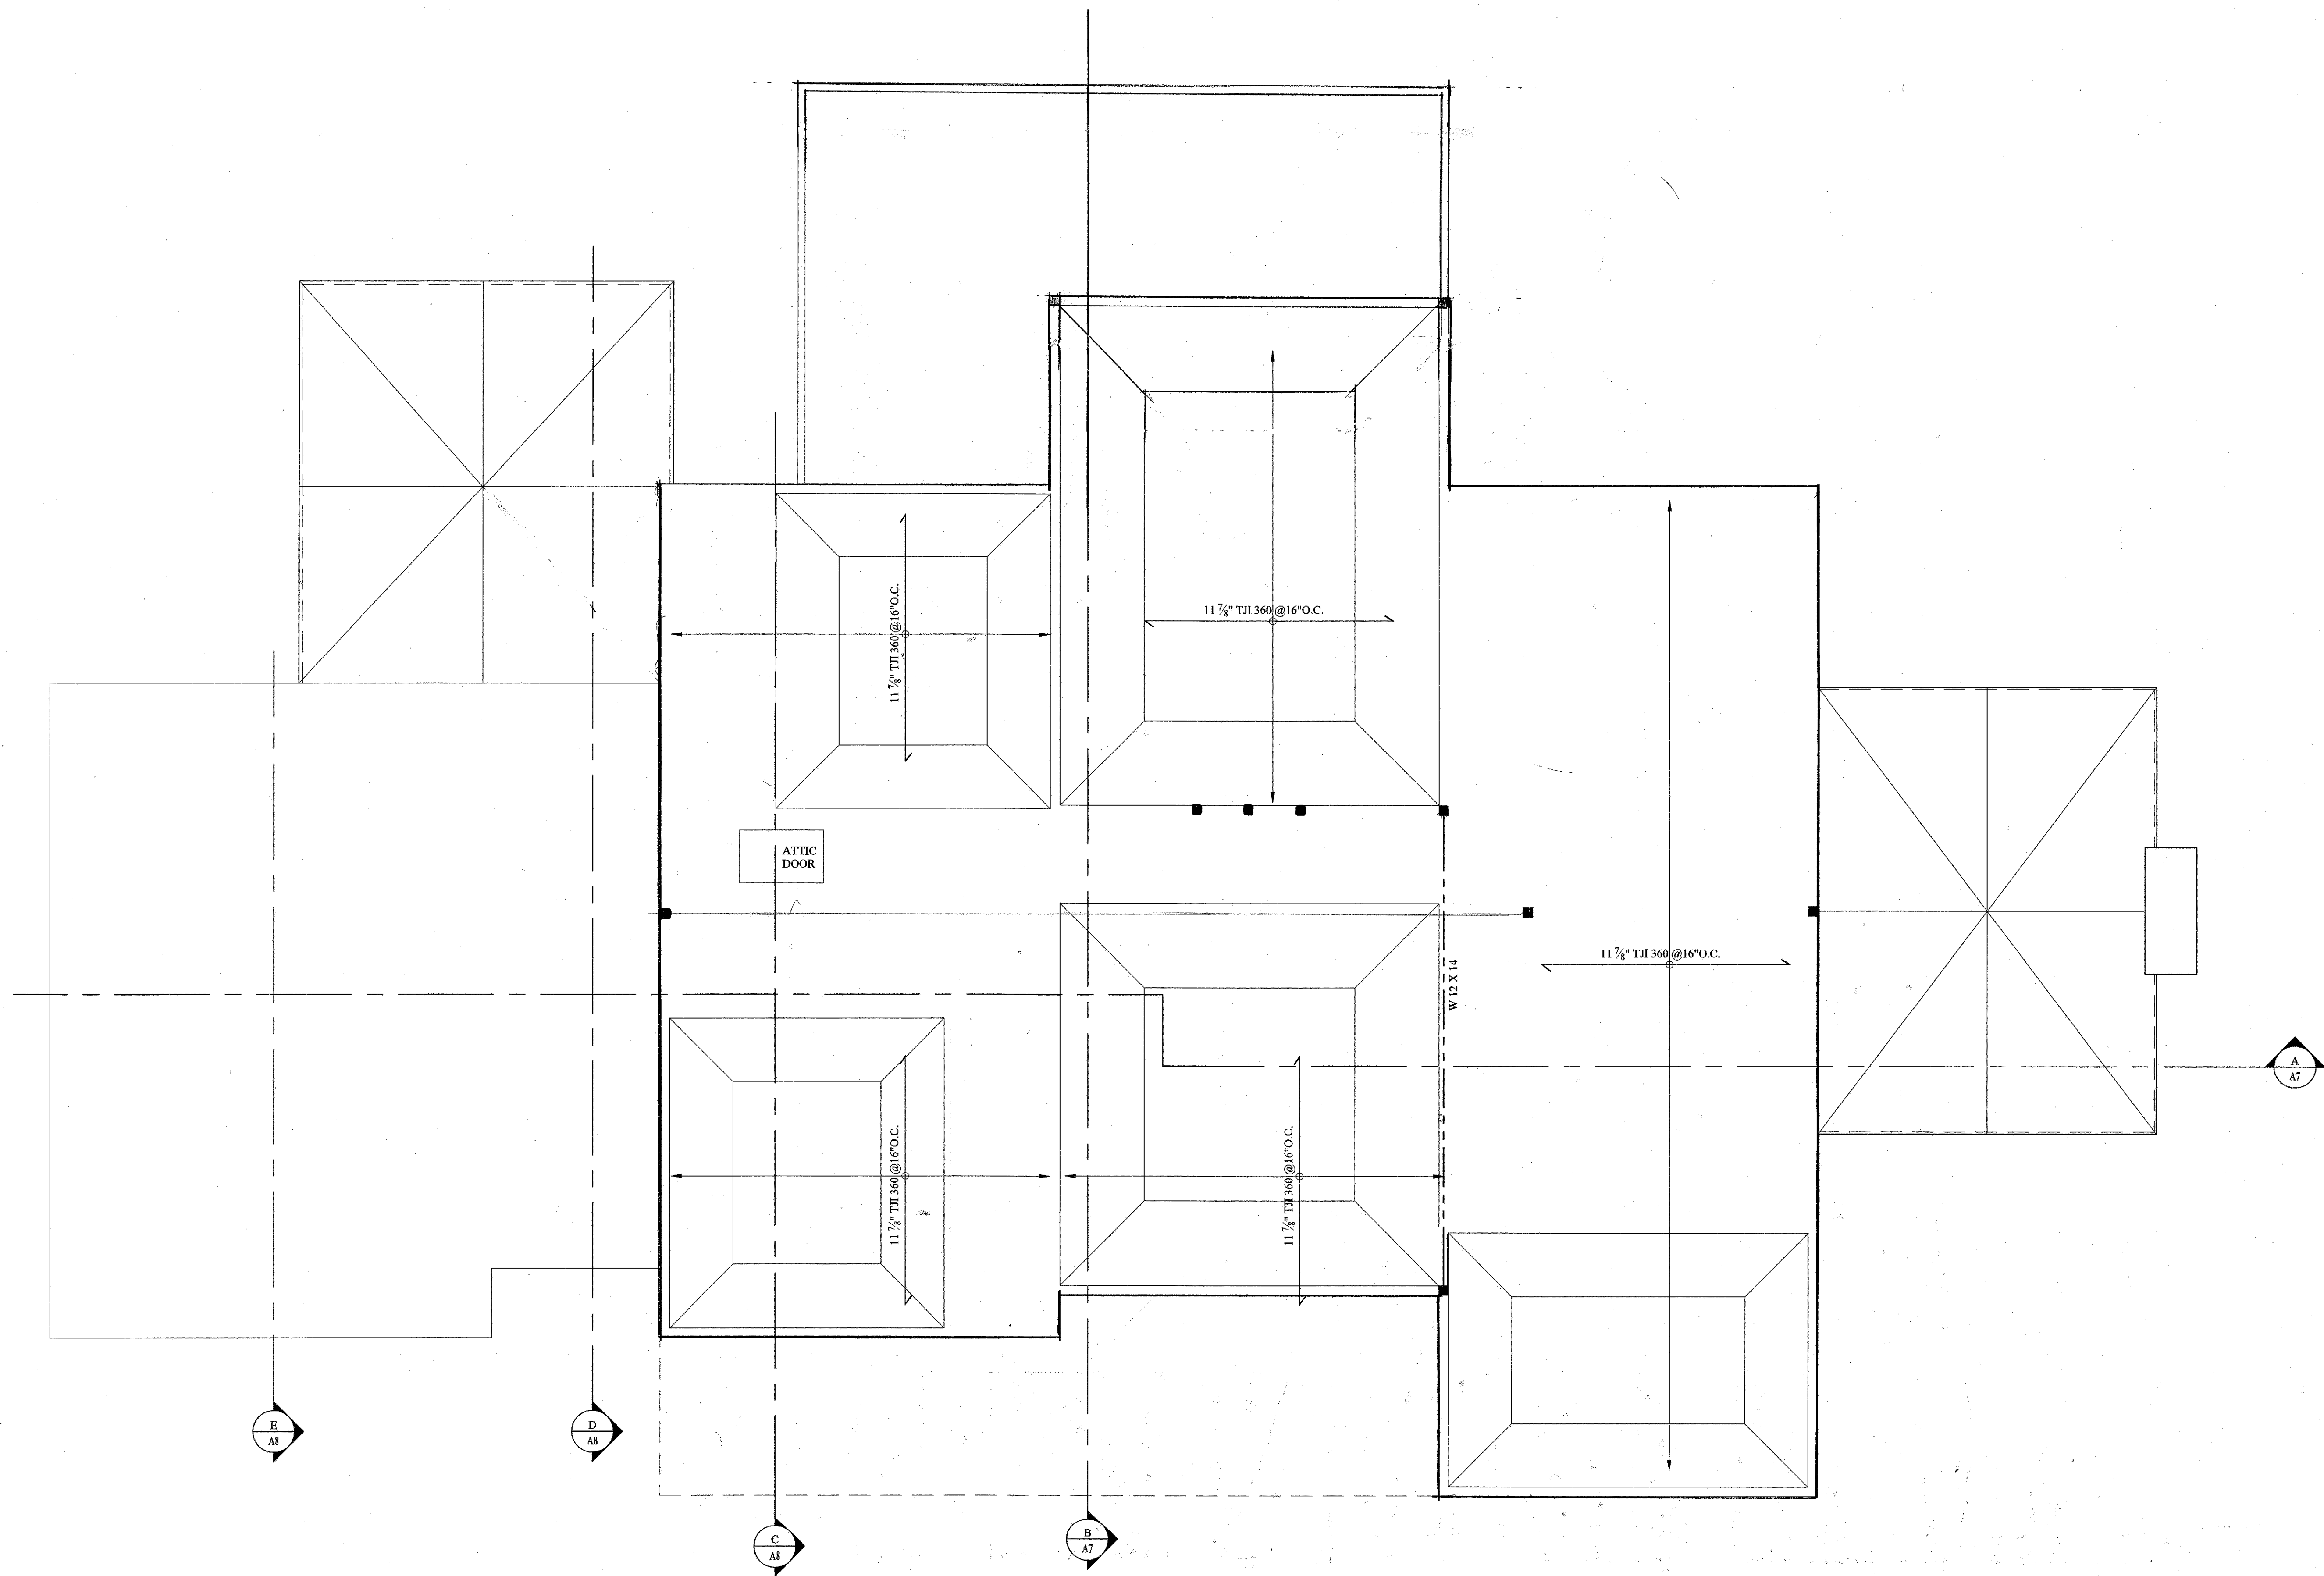 11 ⅞" TJI 360 @16"O.C.
11 ⅞" TJI 360 @16"O.C.
ATTIC
DOOR
11 ⅞" TJI 360 @16"O.C.
W 12 X 14
11 ⅞" TJI 360 @16"O.C.
11 ⅞" TJI 360 @16"O.C.
A
A7
E
A8
D
A8
C
A8
B
A7